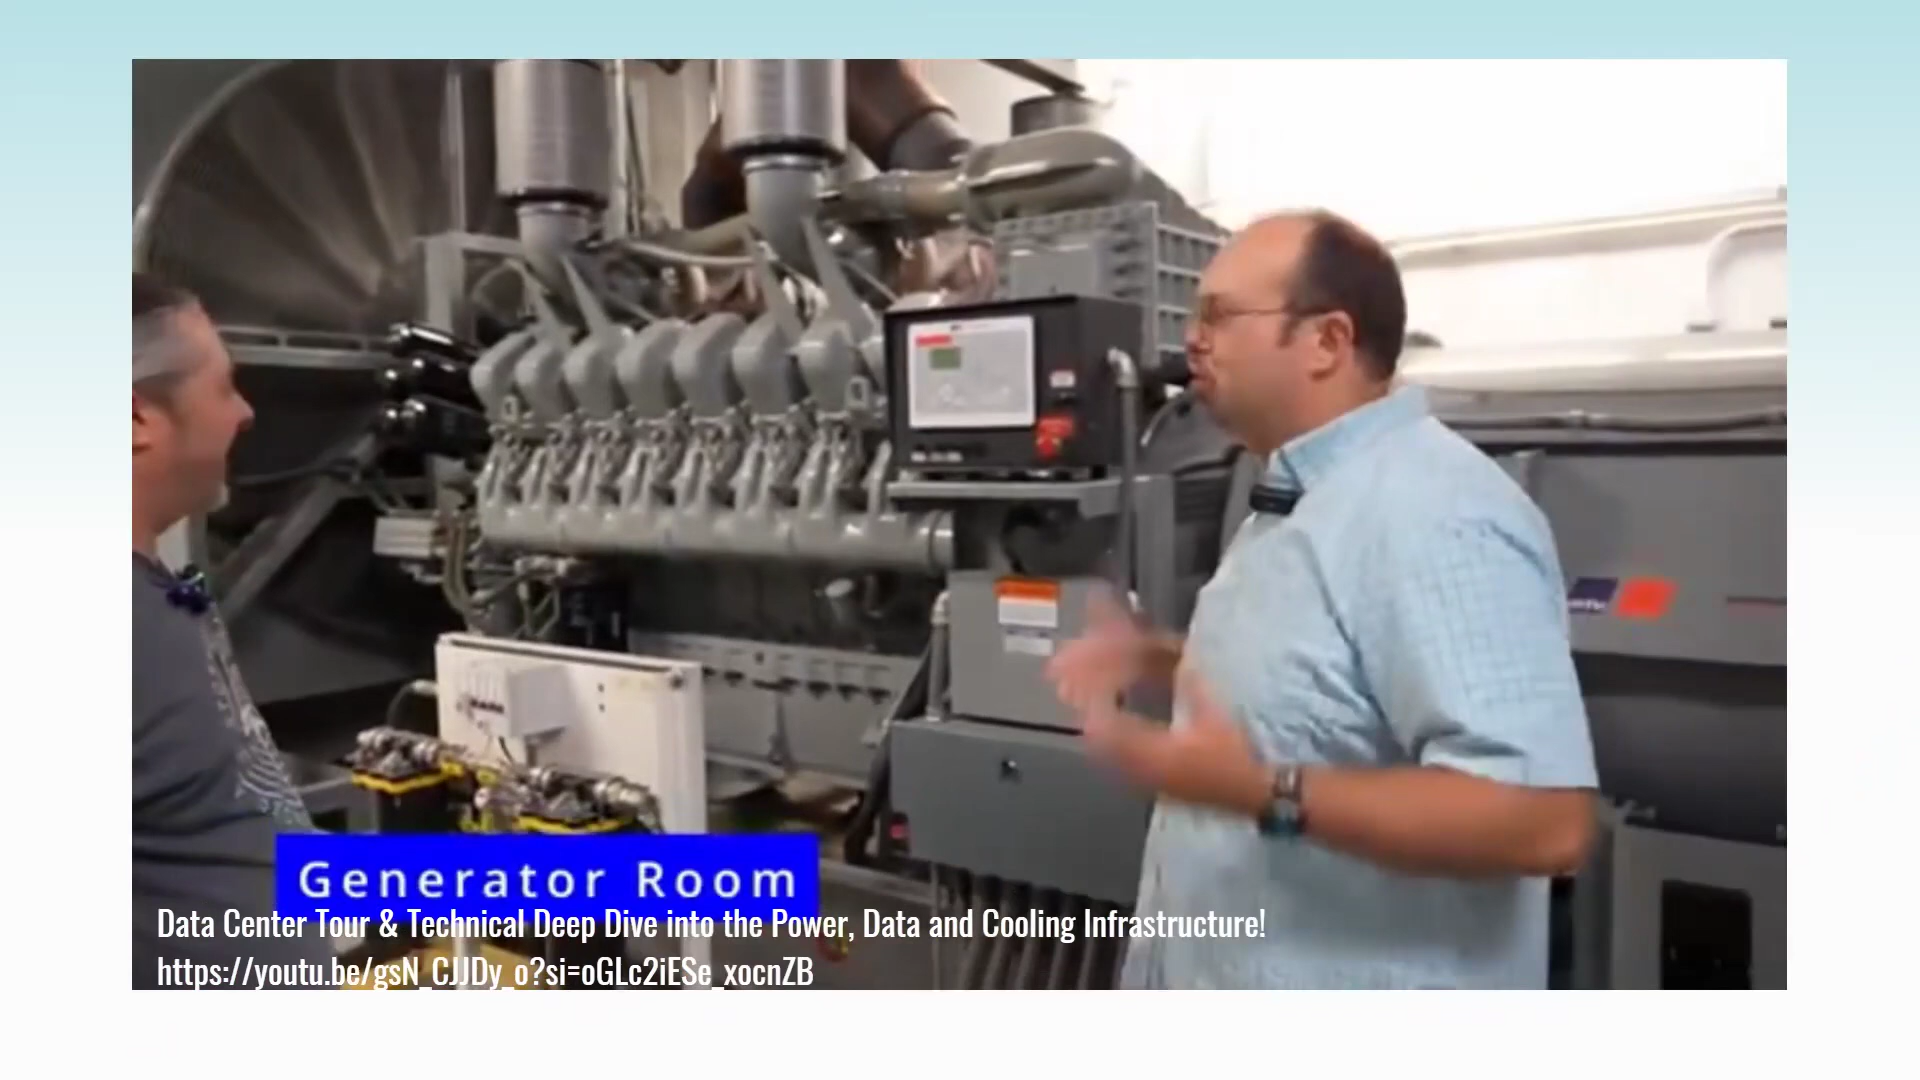 Generator Room
Data Center Tour & Technical Deep Dive into the Power, Data and Cooling Infrastructure!
https://youtu.be/gsN_CJJDy_o?si=oGLc2iESe_xocnZB